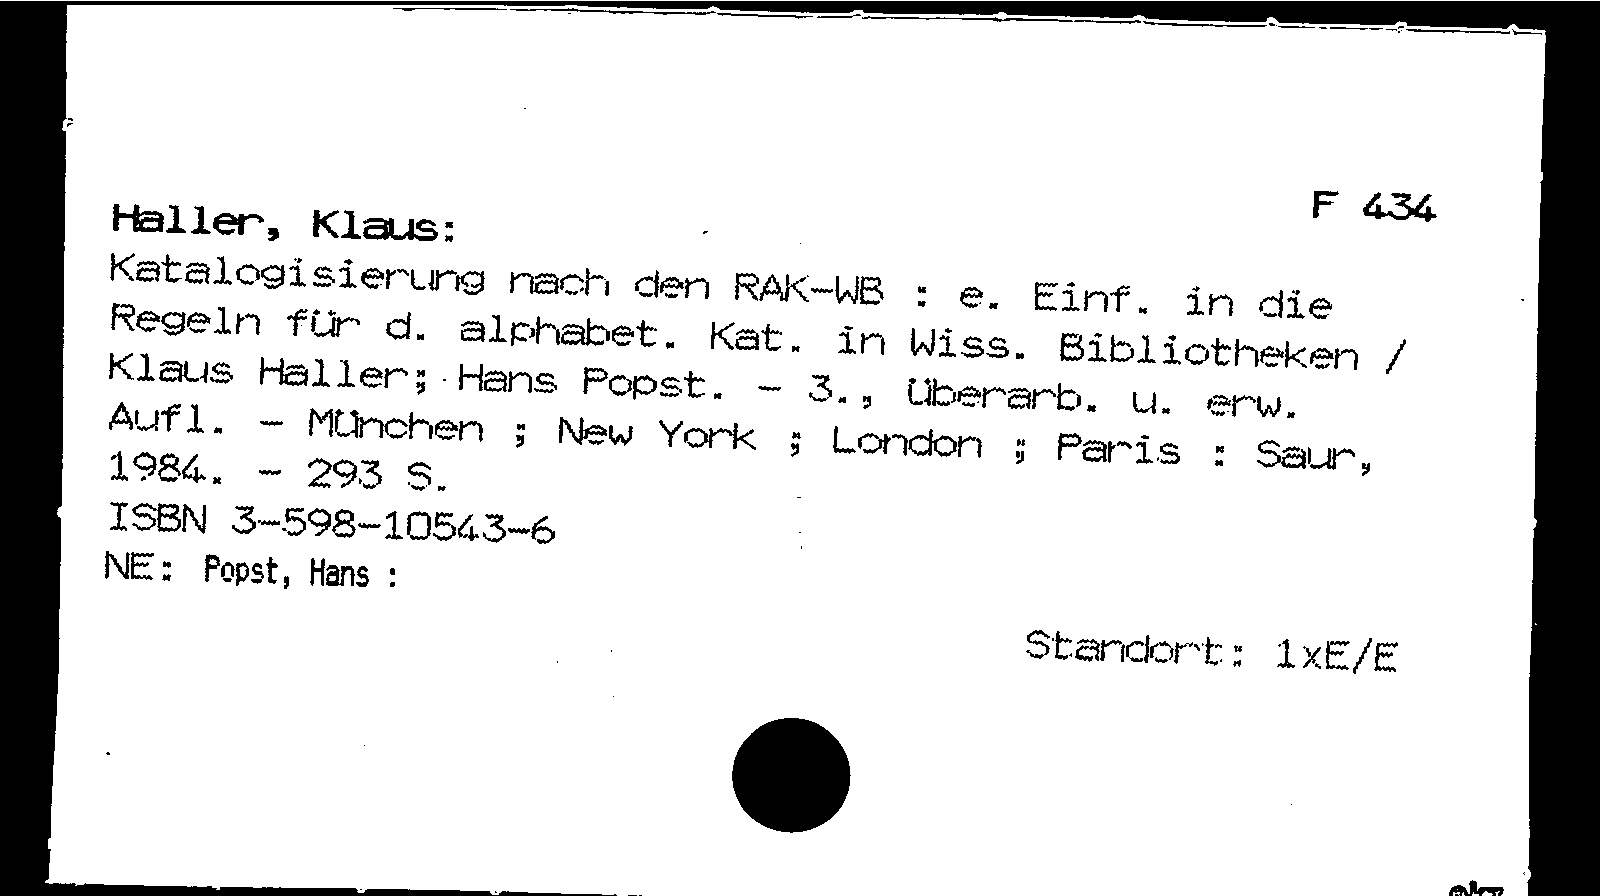 F 434
Haller, Klaus:
Katalogisierung nach den RAK-WB : e. Einf. in die
Regeln für d. alphabet. Kat. in Wiss. Bibliotheken /
Klaus Haller; Hans Popst. - 3., überarb. u. erw.
Aufl. - München ; New York ; London ; Paris : Saur,
1984. - 293 S.
ISBN 3-598-10543-6
NE: Popst, Hans :
Standort: 1xE/E